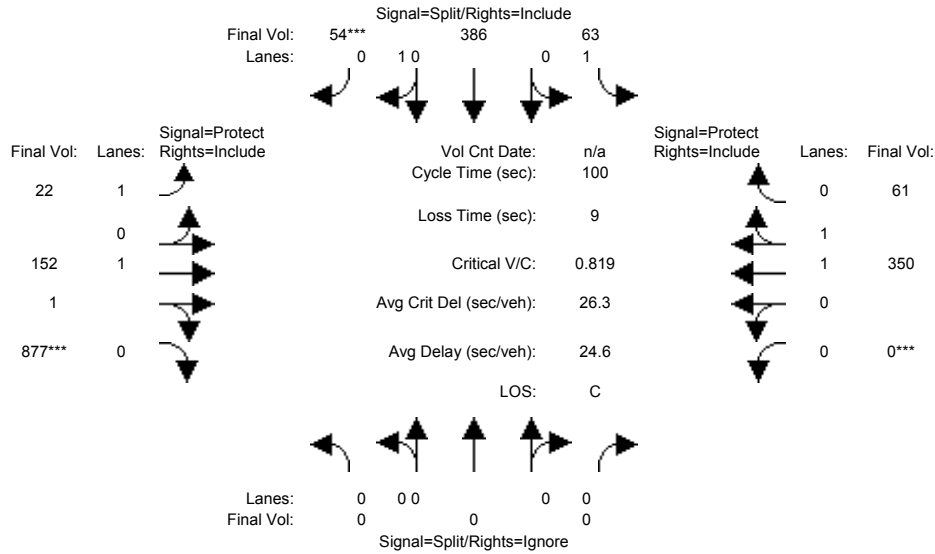 Signal=Split/Rights=Include
Final Vol: 54*** 386 63
Lanes: 0 1 0 0 1
Signal=Protect
Final Vol: Lanes: Rights=Include
Vol Cnt Date: n/a
Signal=Protect
Rights=Include Lanes: Final Vol:
Cycle Time (sec): 100
22 1
0 61
Loss Time (sec): 9
0
1
152 1
Critical V/C: 0.819
1 350
1
Avg Crit Del (sec/veh): 26.3
0
877*** 0
Avg Delay (sec/veh): 24.6
0 0***
LOS: C
Lanes: 0 0 0 0 0
Final Vol: 0 0 0
Signal=Split/Rights=Ignore